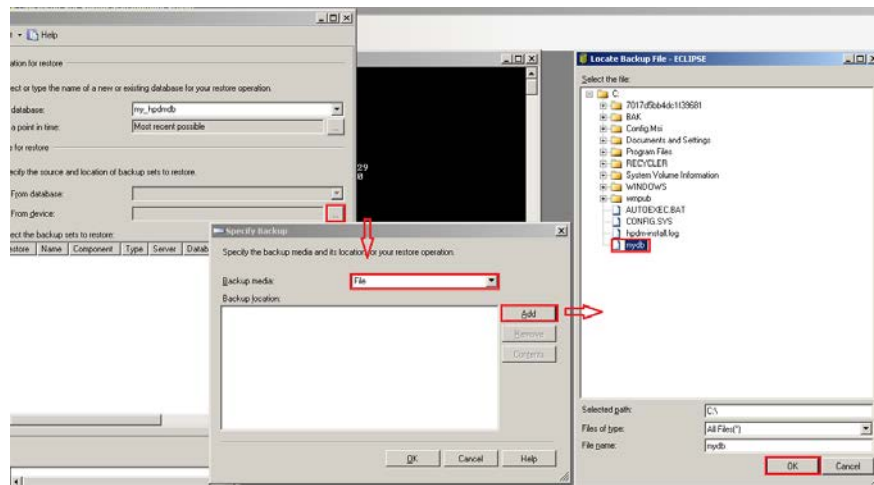 Help
ation for restore
ect or type the name of a new or existing database for your restore operation.
database:
my_hpdmdb
a point in time:
Most recent possible
...
for restore
ecify the source and location of backup sets to restore.
From database:
From device:
...
ect the backup sets to restore:
estore Name Component Type Server Datab
29
Specify Backup
Specify the backup media and its location for your restore operation.
Backup media:
File
Backup location:
Add
Remove
Contents
OK Cancel Help
Locate Backup File - ECLIPSE
Select the file:
C:
7017d5bb4dc1139681
BAK
Config.Msi
Documents and Settings
Program Files
RECYCLER
System Volume Information
WINDOWS
wmpub
AUTOEXEC.BAT
CONFIG.SYS
hpdm-install.log
mydb
Selected path:
C:\
Files of type:
All Files(*)
File name:
mydb
OK Cancel